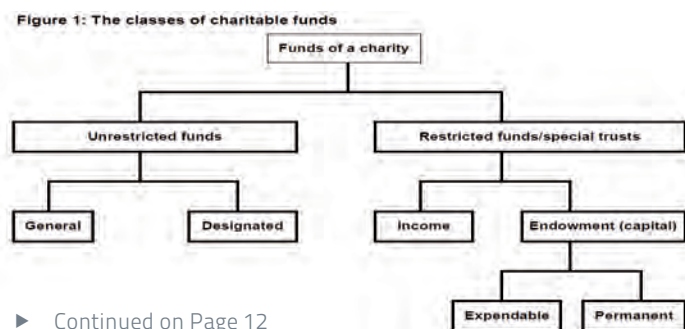 Figure 1: The classes of charitable funds
Funds of a charity
Unrestricted funds
Restricted funds/special trusts
General
Designated
Income
Endowment (capital)
Expendable
Permanent
▶ Continued on Page 12